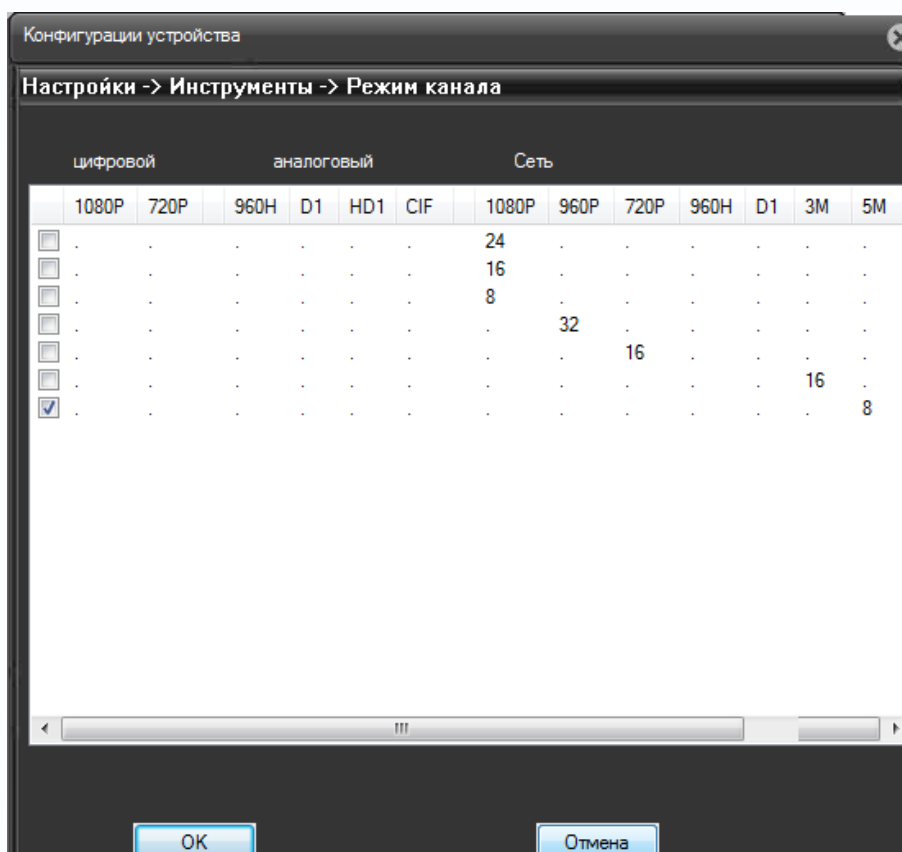 Конфигурации устройства
Настройки -> Инструменты -> Режим канала
цифровой аналоговый Сеть
1080P 720P 960H D1 HD1 CIF 1080P 960P 720P 960H D1 3M 5M
. . . . . . 24 . . . . . .
. . . . . . 16 . . . . . .
. . . . . . 8 . . . . . .
. . . . . . . 32 . . . . .
. . . . . . . . 16 . . . .
. . . . . . . . . . . 16 .
. . . . . . . . . . . . 8
OK Отмена